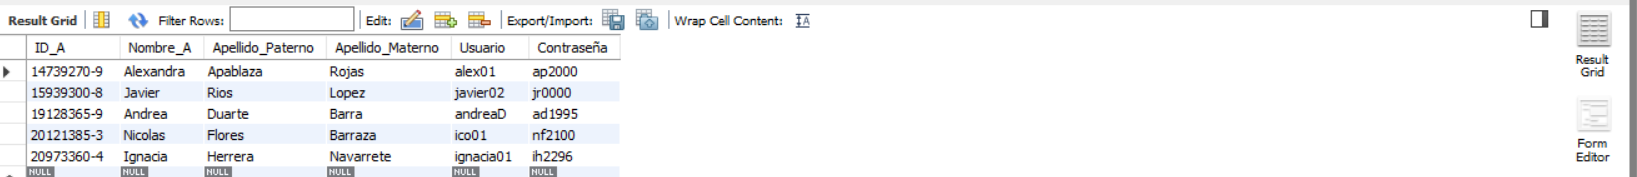 Result Grid Filter Rows: Edit: Export/Import: Wrap Cell Content:
ID_A Nombre_A Apellido_Paterno Apellido_Materno Usuario Contraseña
14739270-9 Alexandra Apablaza Rojas alex01 ap2000
15939300-8 Javier Rios Lopez javier02 jr0000
19128365-9 Andrea Duarte Barra andreaD ad1995
20121385-3 Nicolas Flores Barraza ico01 nf2100
20973360-4 Ignacia Herrera Navarrete ignacia01 ih2296
NULL NULL NULL NULL NULL NULL
Result
Grid
Form
Editor